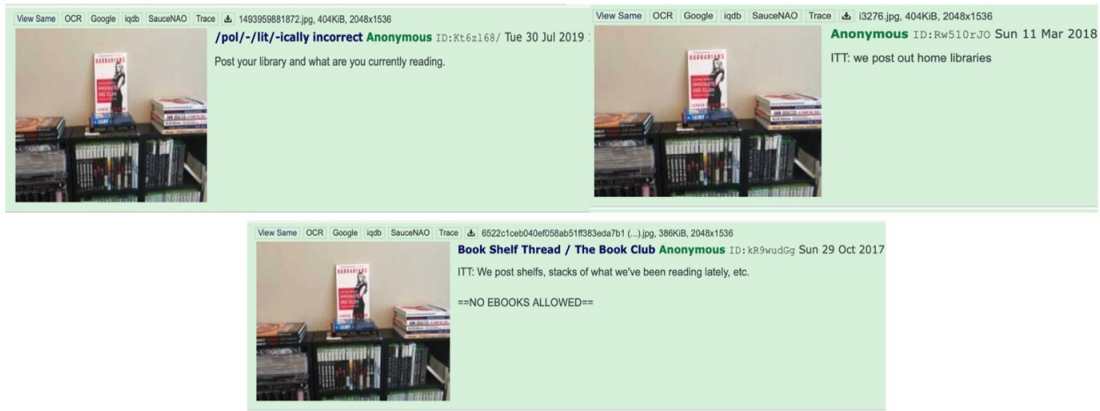 View Same OCR Google iqdb SauceNAO Trace 1493959881872.jpg, 404KiB, 2048x1536
/pol/-/lit/-ically incorrect Anonymous ID:Kt6zl68/ Tue 30 Jul 2019
Post your library and what are you currently reading.
BARBARIANS
View Same OCR Google iqdb SauceNAO Trace i3276.jpg, 404KiB, 2048x1536
Anonymous ID:Rw510rJO Sun 11 Mar 2018
ITT: we post out home libraries
BARBARIANS
View Same OCR Google iqdb SauceNAO Trace 6522c1ceb040ef058ab51ff383eda7b1 (...).jpg, 386KiB, 2048x1536
Book Shelf Thread / The Book Club Anonymous ID:kR9wudGg Sun 29 Oct 2017
ITT: We post shelfs, stacks of what we've been reading lately, etc.
==NO EBOOKS ALLOWED==
BARBARIANS